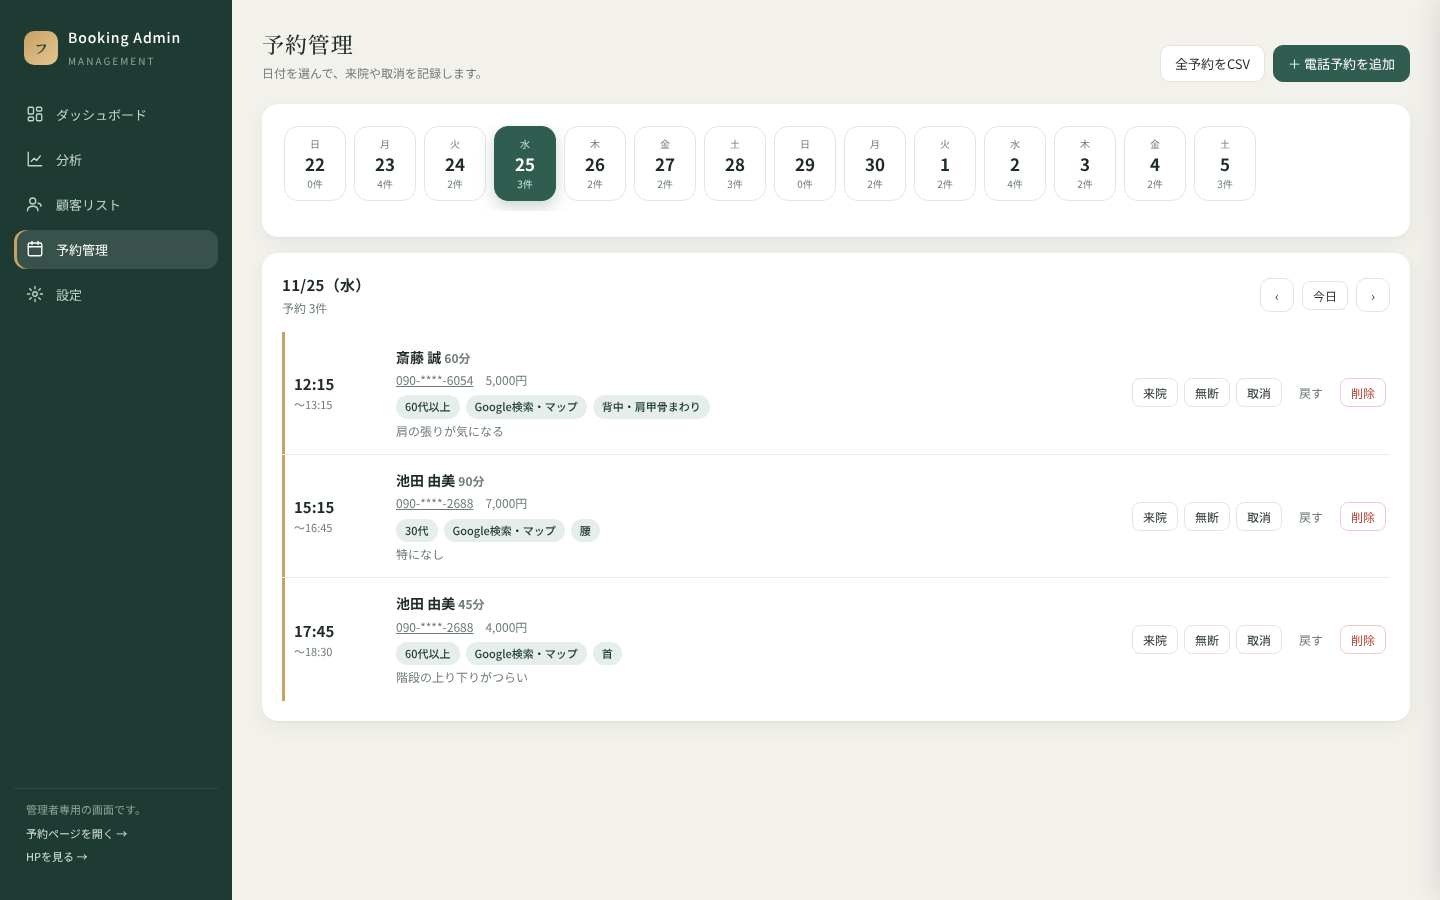 フ
Booking Admin
MANAGEMENT
ダッシュボード
分析
顧客リスト
予約管理
設定
管理者専用の画面です。
予約ページを開く →
HPを見る →
予約管理
日付を選んで、来院や取消を記録します。
全予約をCSV
＋ 電話予約を追加
日 月 火 水 木 金 土 日 月 火 水 木 金 土
22 23 24 25 26 27 28 29 30 1 2 3 4 5
0件 4件 2件 3件 2件 2件 3件 0件 2件 2件 4件 2件 2件 3件
11/25（水）
予約 3件
‹ 今日 ›
12:15
〜13:15
斎藤 誠 60分
090-****-6054 5,000円
60代以上 Google検索・マップ 背中・肩甲骨まわり
肩の張りが気になる
来院 無断 取消 戻す 削除
15:15
〜16:45
池田 由美 90分
090-****-2688 7,000円
30代 Google検索・マップ 腰
特になし
来院 無断 取消 戻す 削除
17:45
〜18:30
池田 由美 45分
090-****-2688 4,000円
60代以上 Google検索・マップ 首
階段の上り下りがつらい
来院 無断 取消 戻す 削除